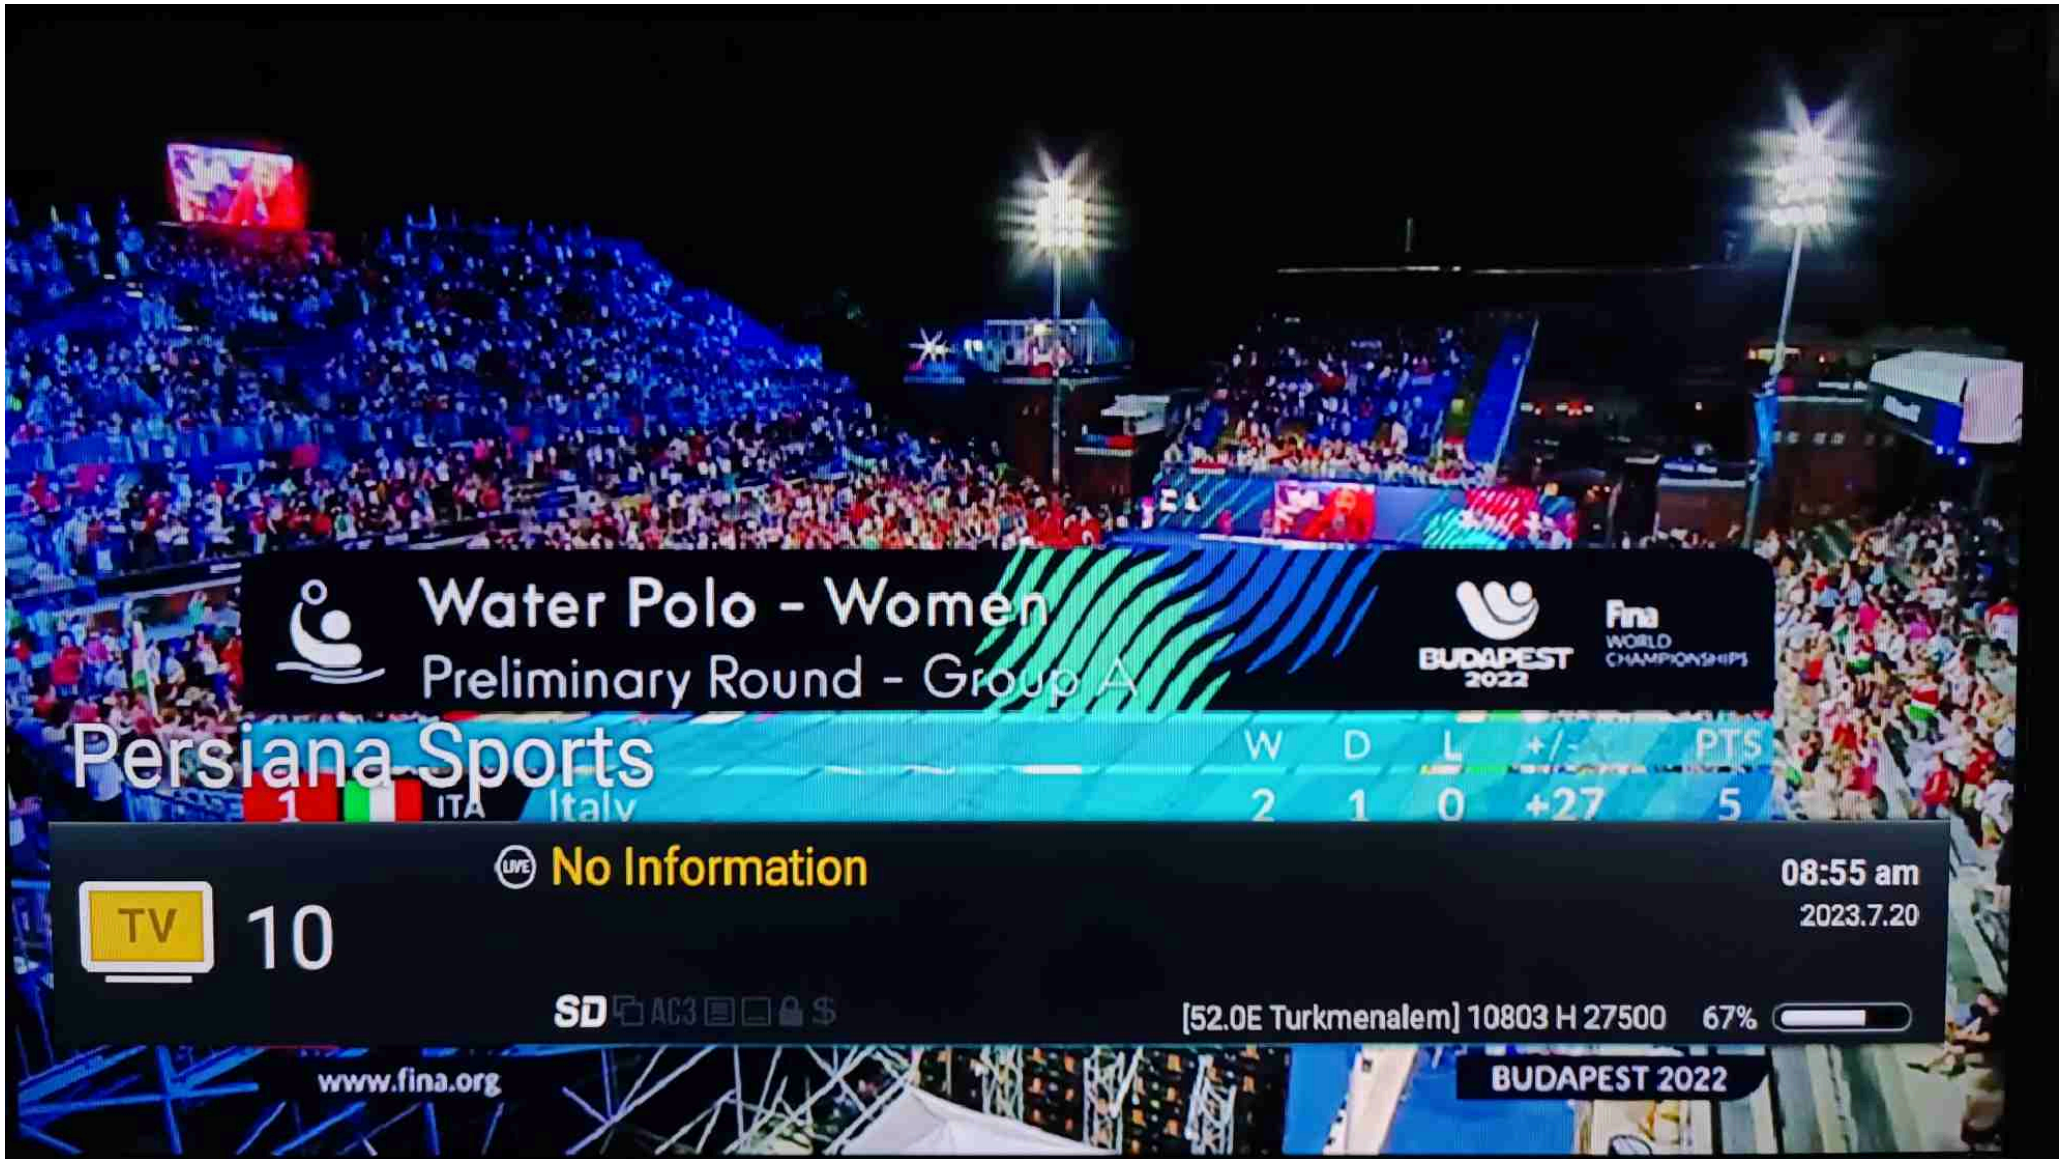 Water Polo - Women
Preliminary Round - Group A
BUDAPEST
2022
Fina
WORLD
CHAMPIONSHIPS
Persiana Sports
W D L +/- PTS
1 ITA Italy 2 1 0 +27 5
LIVE No Information
08:55 am
2023.7.20
TV 10
SD AC3 $
[52.0E Turkmenalem] 10803 H 27500 67%
www.fina.org
BUDAPEST 2022